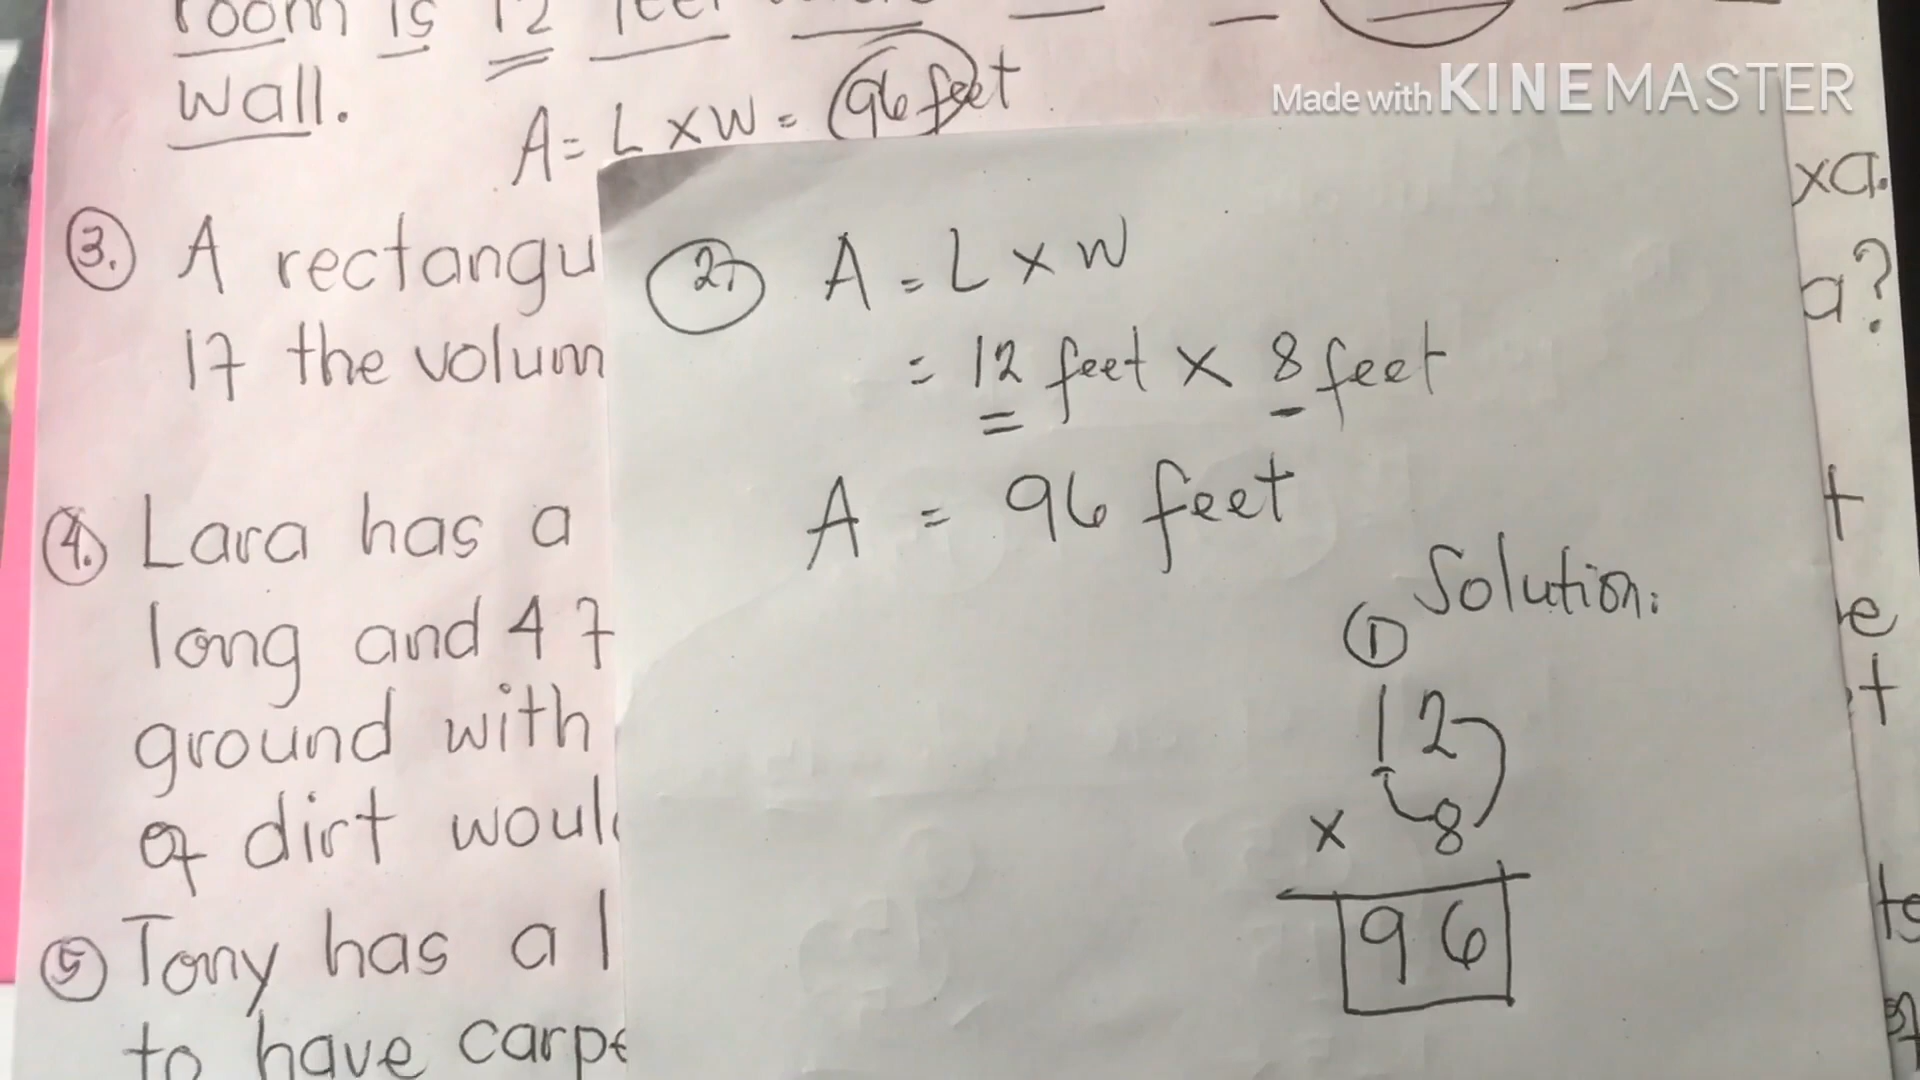 room is 12 feet
wall.
A = L x W = 96 feet
Made with KINEMASTER
xa.
3. A rectangu
17 the volum
a?
2. A = L x W
= 12 feet x 8 feet
A = 96 feet
Solution:
1
12
x 8
96
4. Lara has a
long and 47
ground with
of dirt woul
5 Tony has a l
to have carpe
t
e
t